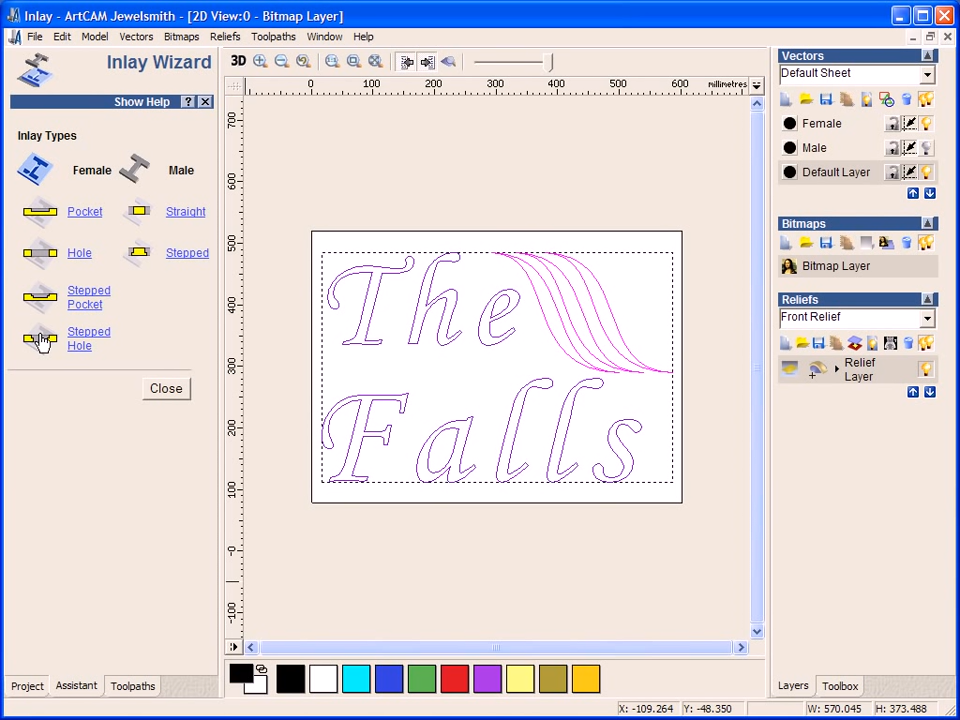 Inlay - ArtCAM Jewelsmith - [2D View:0 - Bitmap Layer]
File Edit Model Vectors Bitmaps Reliefs Toolpaths Window Help
Inlay Wizard
Show Help ? X
Inlay Types
Female Male
Pocket Straight
Hole Stepped
Stepped
Pocket
Stepped
Hole
Close
Project Assistant Toolpaths
3D
0 100 200 300 400 500 600 millimetres
700
600
500
400
300
200
100
-0
-100
The
Falls
Vectors
Default Sheet
Female
Male
Default Layer
Bitmaps
Bitmap Layer
Reliefs
Front Relief
Relief
Layer
Layers Toolbox
X: -109.264 Y: -48.350 W: 570.045 H: 373.488